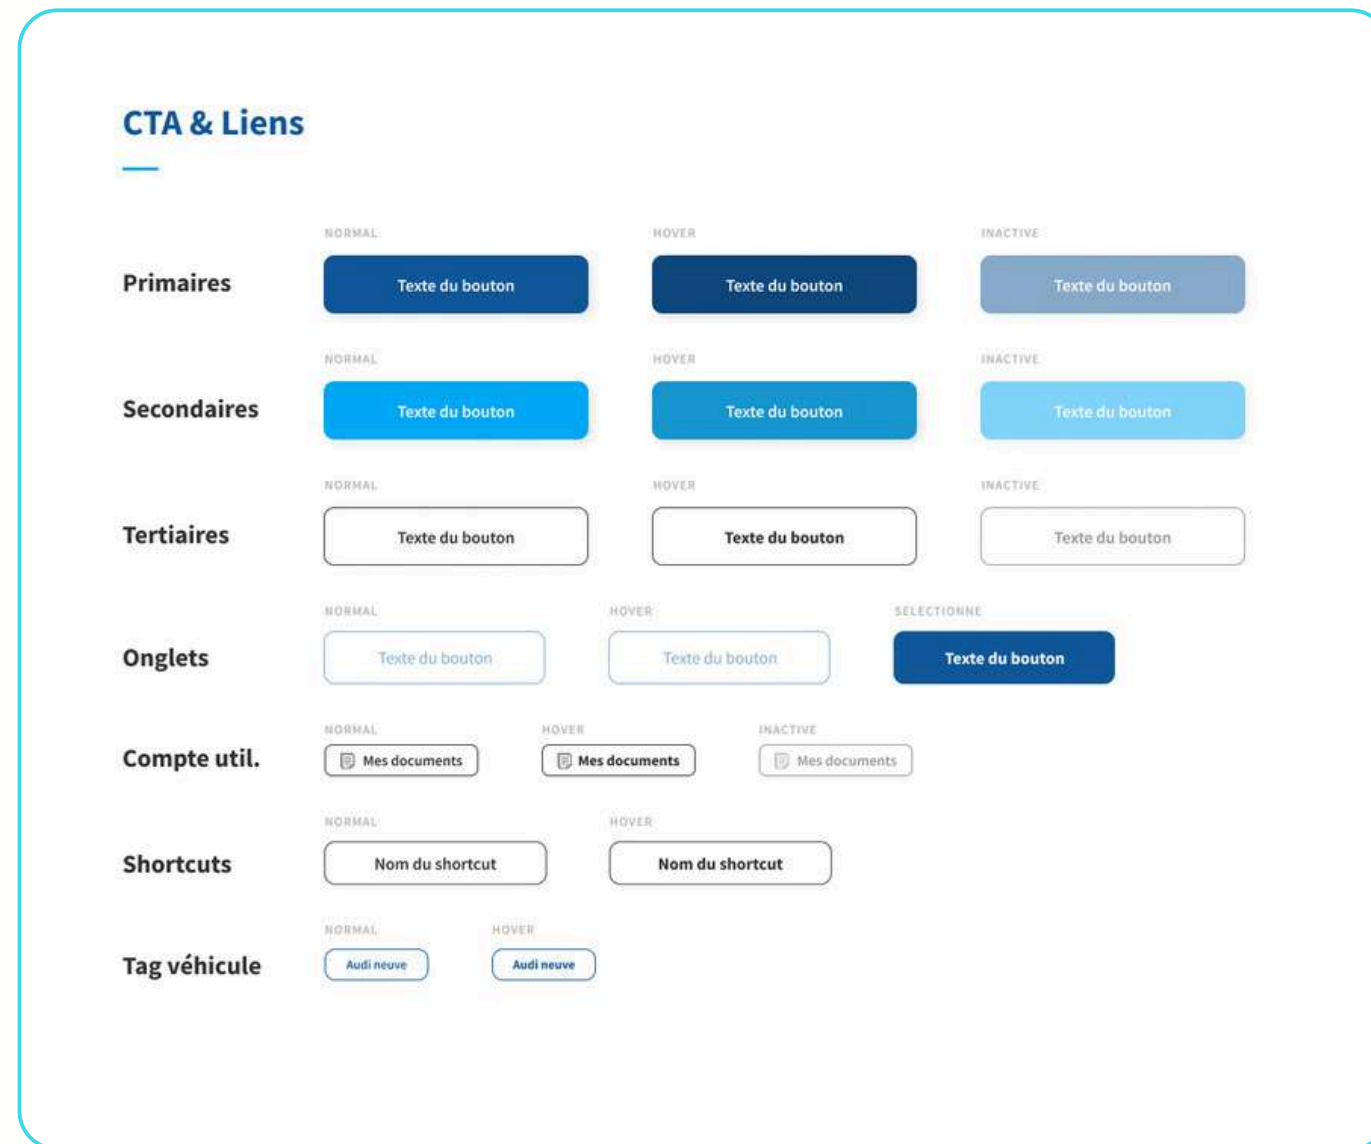 CTA & Liens
NORMAL HOVER INACTIVE
Primaires Texte du bouton Texte du bouton Texte du bouton
NORMAL HOVER INACTIVE
Secondaires Texte du bouton Texte du bouton Texte du bouton
NORMAL HOVER INACTIVE
Tertiaires Texte du bouton Texte du bouton Texte du bouton
NORMAL HOVER SELECTIONNE
Onglets Texte du bouton Texte du bouton Texte du bouton
NORMAL HOVER INACTIVE
Compte util. Mes documents Mes documents Mes documents
NORMAL HOVER
Shortcuts Nom du shortcut Nom du shortcut
NORMAL HOVER
Tag véhicule Audi neuve Audi neuve